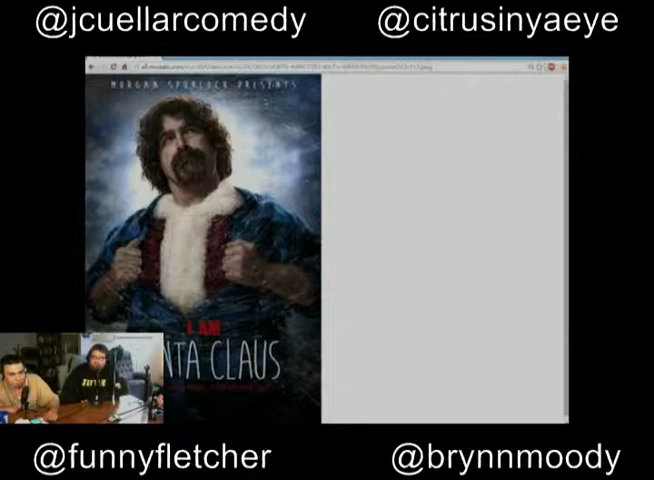 @jcuellarcomedy @citrusinyaeye
MORGAN SPURLOCK PRESENTS
I AM
NTA CLAUS
@funnyfletcher @brynnmoody